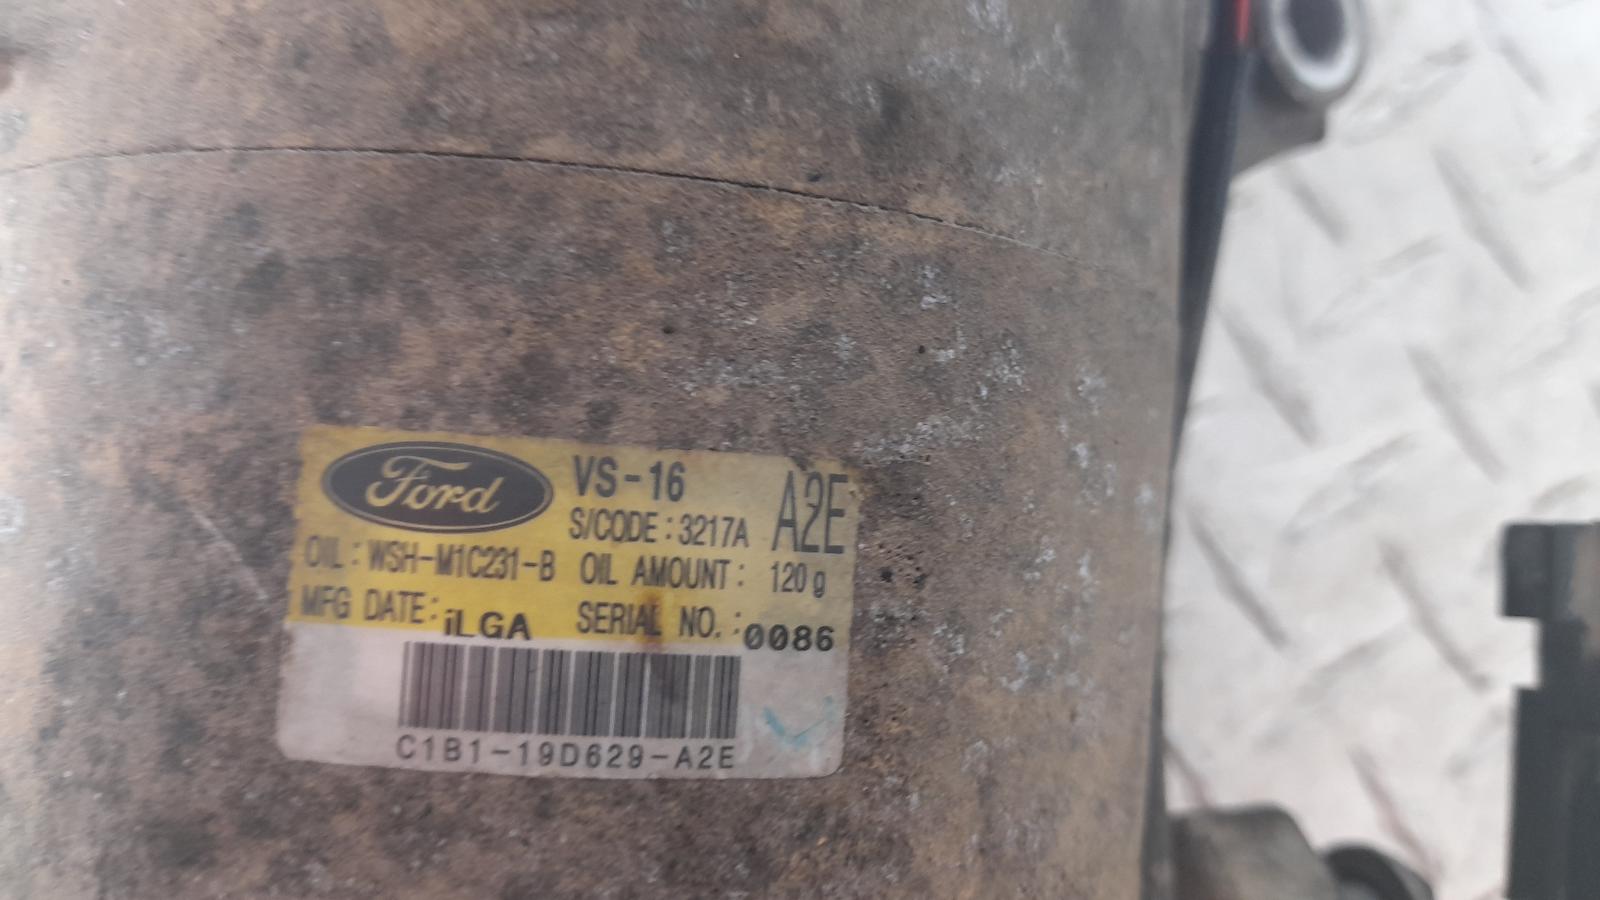 Ford VS-16 A2E
S/CODE : 3217A
OIL : WSH-M1C231-B OIL AMOUNT : 120 g
MFG DATE : iLGA SERIAL NO. : 0086
C1B1-19D629-A2E